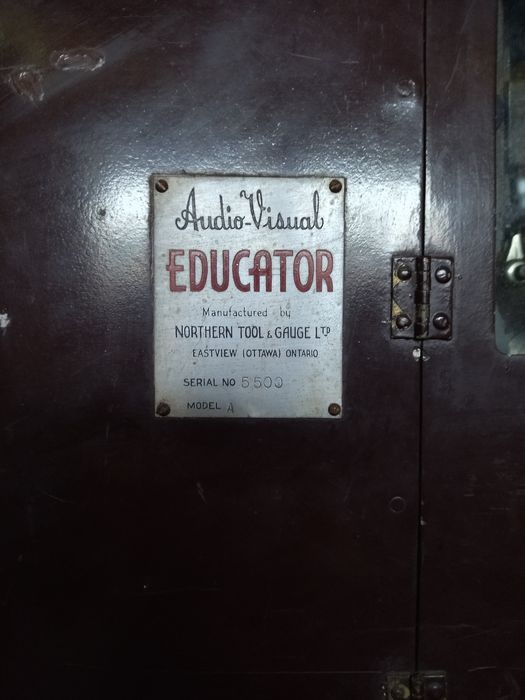 Audio-Visual
EDUCATOR
Manufactured by
NORTHERN TOOL & GAUGE LTD
EASTVIEW (OTTAWA) ONTARIO
SERIAL NO 5500
MODEL A